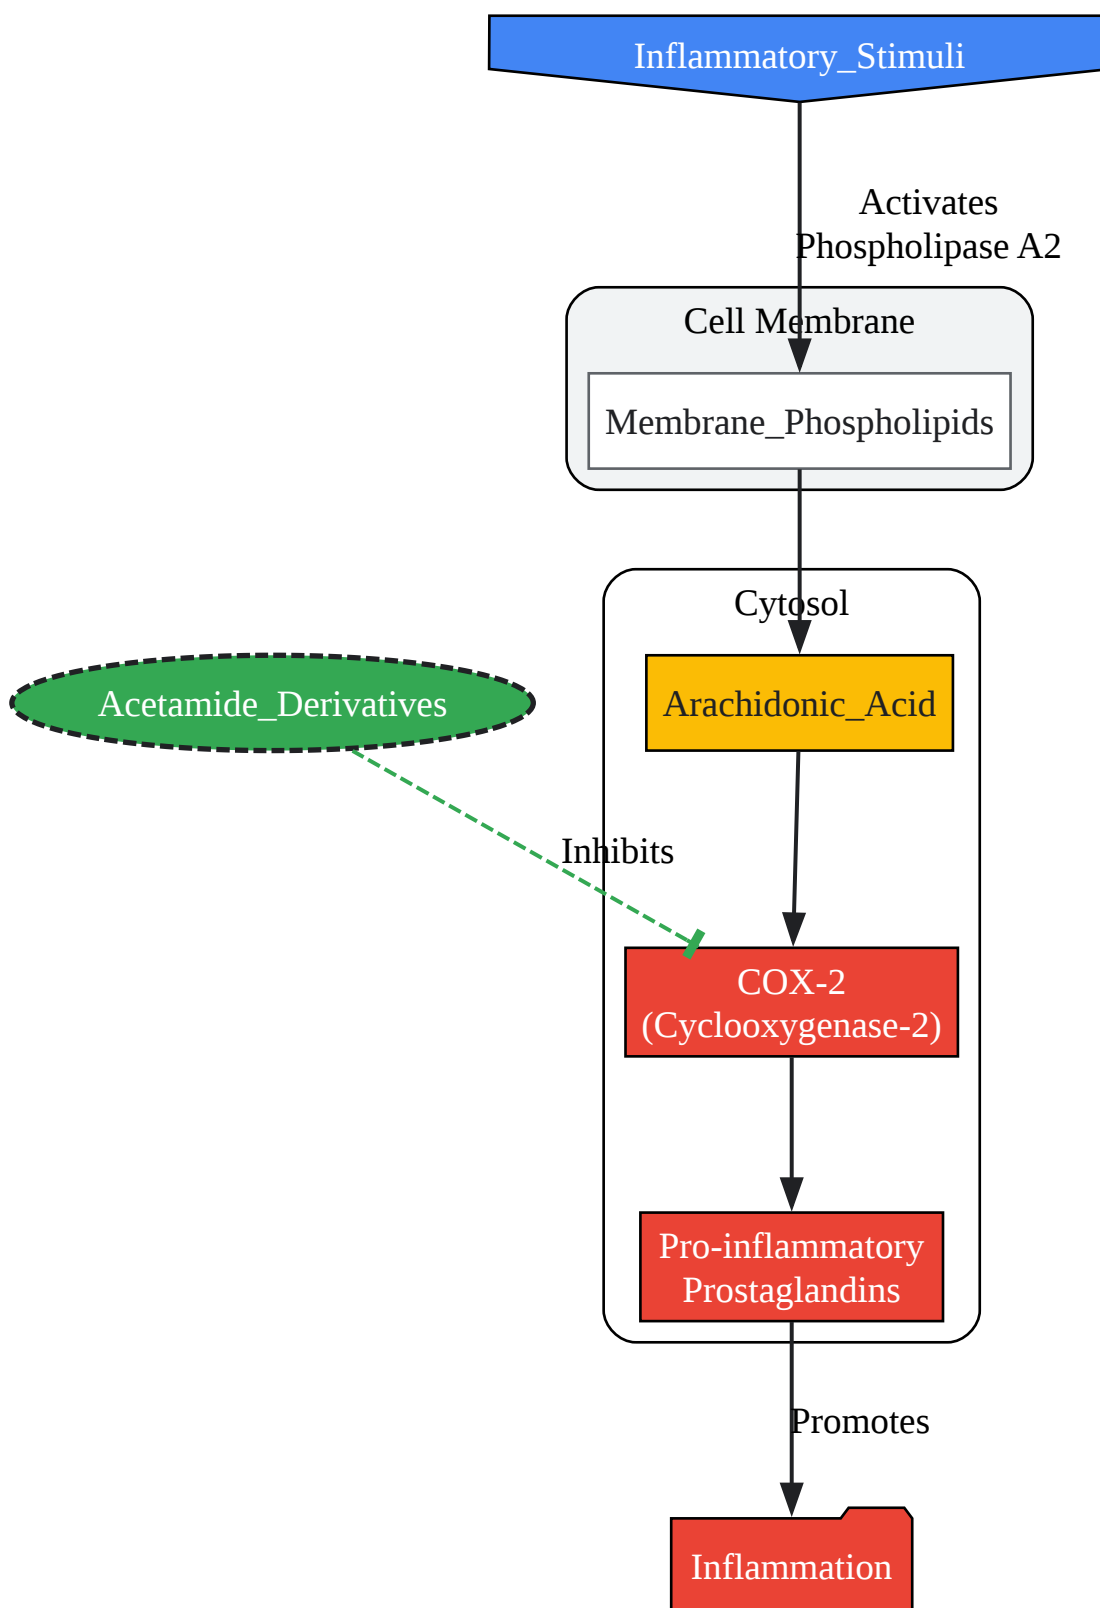 Inflammatory_Stimuli
Activates
Phospholipase A2
Cell Membrane
Membrane_Phospholipids
Cytosol
Acetamide_Derivatives
Arachidonic_Acid
Inhibits
COX-2
(Cyclooxygenase-2)
Pro-inflammatory
Prostaglandins
Promotes
Inflammation